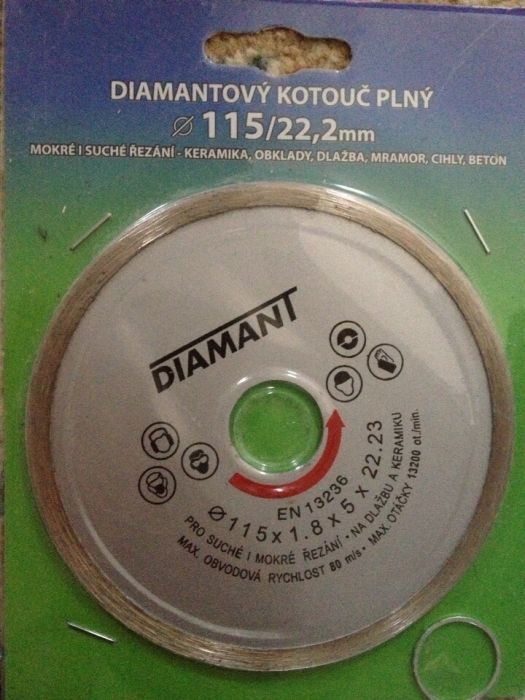 DIAMANTOVÝ KOTOUČ PLNÝ
⌀ 115/22,2mm
MOKRÉ I SUCHÉ ŘEZÁNÍ - KERAMIKA, OBKLADY, DLAŽBA, MRAMOR, CIHLY, BETON
DIAMANT
EN 13236
⌀ 115 x 1.8 x 5 x 22.23
PRO SUCHÉ I MOKRÉ ŘEZÁNÍ • NA DLAŽBU A KERAMIKU
MAX. OBVODOVÁ RYCHLOST 80 m/s • MAX. OTÁČKY 13200 ot./min.